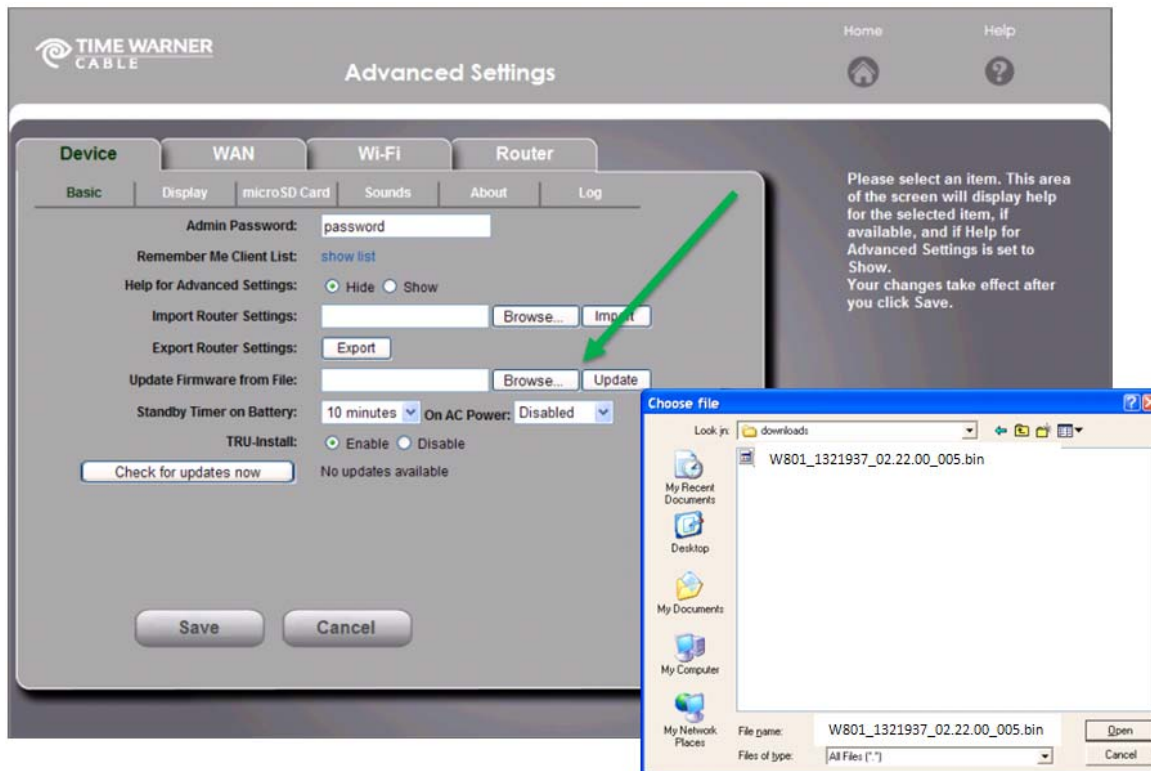 TIME WARNER
CABLE
Advanced Settings
Home
Help
Device
WAN
Wi-Fi
Router
Basic
Display
microSD Card
Sounds
About
Log
Admin Password:
password
Remember Me Client List:
show list
Help for Advanced Settings:
Hide
Show
Import Router Settings:
Browse...
Import
Export Router Settings:
Export
Update Firmware from File:
Browse...
Update
Standby Timer on Battery:
10 minutes
On AC Power:
Disabled
TRU-Install:
Enable
Disable
Check for updates now
No updates available
Save
Cancel
Please select an item. This area
of the screen will display help
for the selected item, if
available, and if Help for
Advanced Settings is set to
Show.
Your changes take effect after
you click Save.
Choose file
Look in:
downloads
W801_1321937_02.22.00_005.bin
My Recent
Documents
Desktop
My Documents
My Computer
My Network
Places
File name:
W801_1321937_02.22.00_005.bin
Open
Files of type:
All Files (*.*)
Cancel